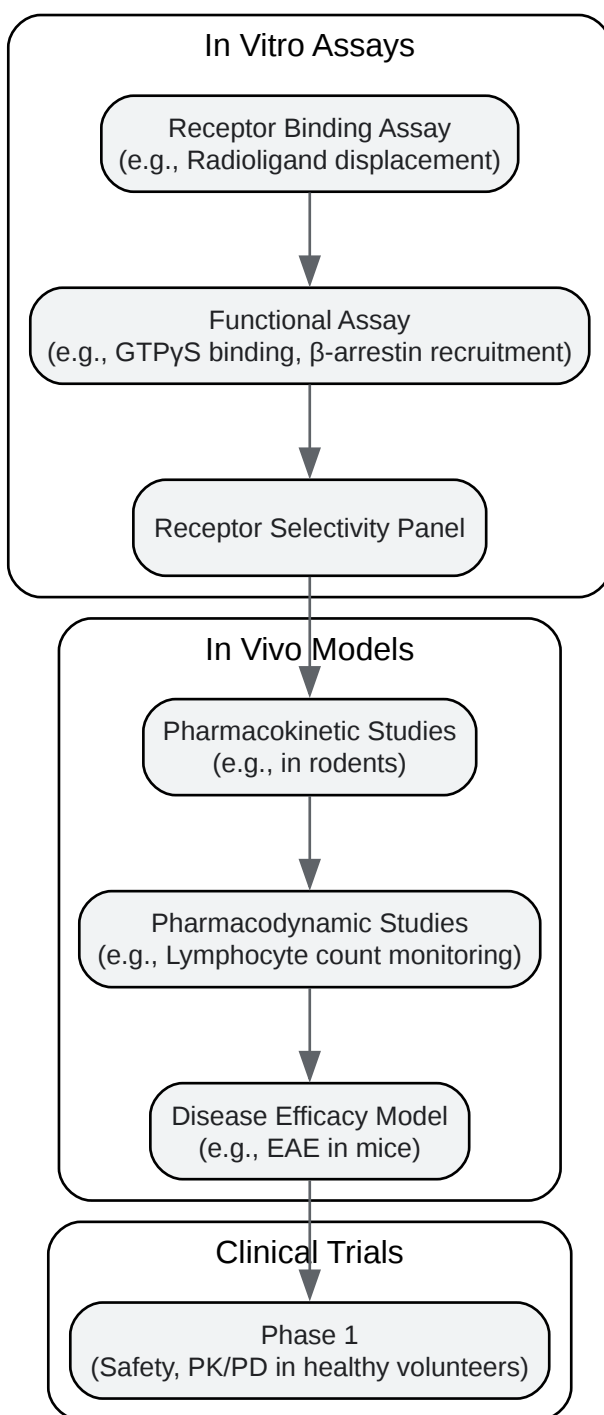 In Vitro Assays
Receptor Binding Assay
(e.g., Radioligand displacement)
Functional Assay
(e.g., GTPγS binding, β-arrestin recruitment)
Receptor Selectivity Panel
In Vivo Models
Pharmacokinetic Studies
(e.g., in rodents)
Pharmacodynamic Studies
(e.g., Lymphocyte count monitoring)
Disease Efficacy Model
(e.g., EAE in mice)
Clinical Trials
Phase 1
(Safety, PK/PD in healthy volunteers)